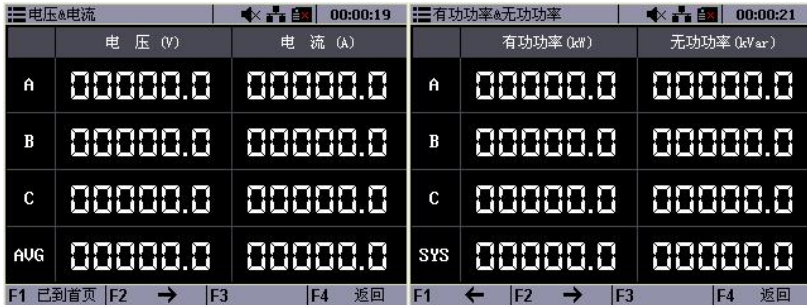 电压&电流 00:00:19
电 压 (V) 电 流 (A)
A 00000.0 00000.0
B 00000.0 00000.0
C 00000.0 00000.0
AVG 00000.0 00000.0
F1 已到首页 F2 → F3 F4 返回
有功功率&无功功率 00:00:21
有功功率(kW) 无功功率(kVar)
A 00000.0 00000.0
B 00000.0 00000.0
C 00000.0 00000.0
SYS 00000.0 00000.0
F1 ← F2 → F3 F4 返回